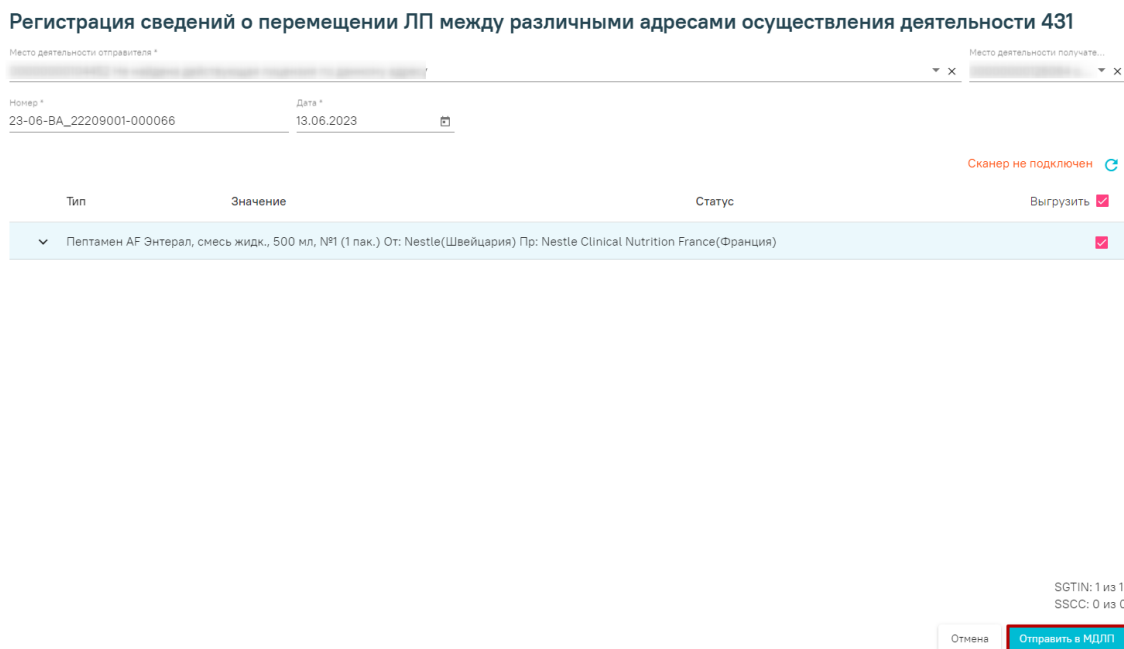 Регистрация сведений о перемещении ЛП между различными адресами осуществления деятельности 431
Место деятельности отправителя *
Место деятельности получате...
Номер *
Дата *
23-06-BA_22209001-000066
13.06.2023
Сканер не подключен
Тип Значение Статус Выгрузить
Пептамен AF Энтерал, смесь жидк., 500 мл, №1 (1 пак.) От: Nestle(Швейцария) Пр: Nestle Clinical Nutrition France(Франция)
SGTIN: 1 из 1
SSCC: 0 из 0
Отмена Отправить в МДЛП